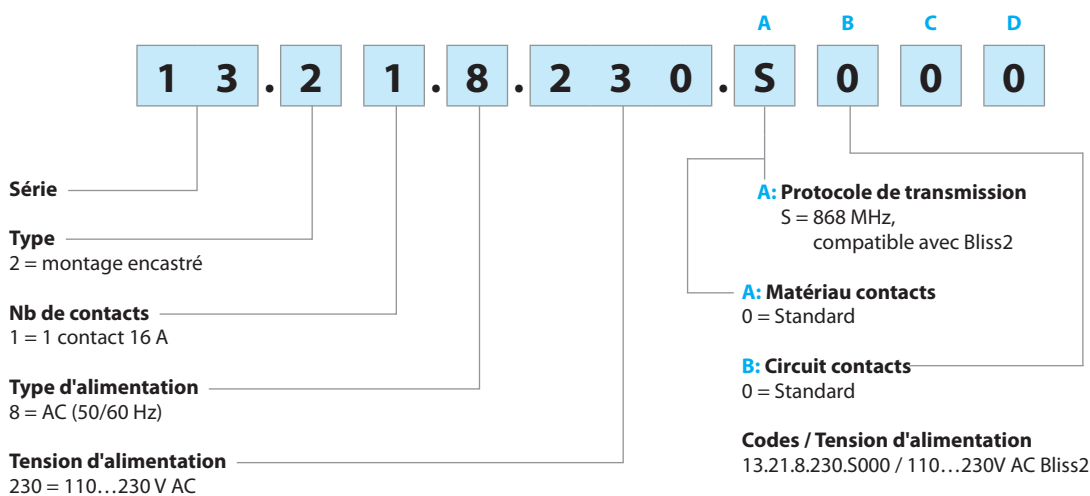 A B C D
1 3 . 2 1 . 8 . 2 3 0 . S 0 0 0
Série
Type
2 = montage encastré
Nb de contacts
1 = 1 contact 16 A
Type d'alimentation
8 = AC (50/60 Hz)
Tension d'alimentation
230 = 110…230 V AC
A: Protocole de transmission
S = 868 MHz,
compatible avec Bliss2
A: Matériau contacts
0 = Standard
B: Circuit contacts
0 = Standard
Codes / Tension d'alimentation
13.21.8.230.S000 / 110…230V AC Bliss2